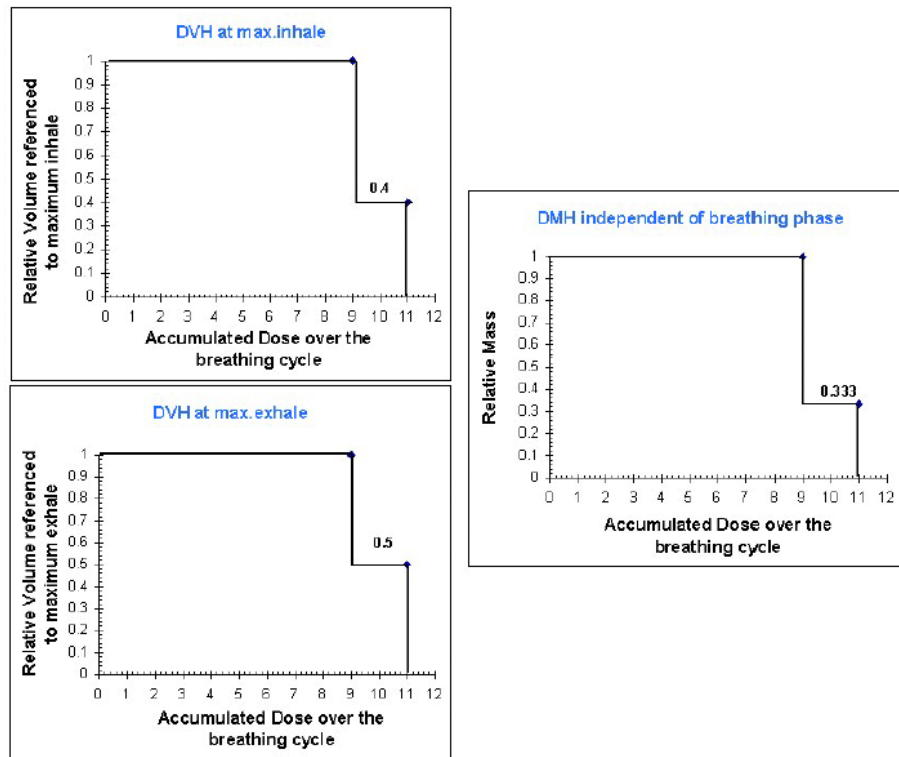 DVH at max.inhale
Relative Volume referenced
to maximum inhale
1
0.9
0.8
0.7
0.6
0.5
0.4
0.3
0.2
0.1
0
0.4
0 1 2 3 4 5 6 7 8 9 10 11 12
Accumulated Dose over the
breathing cycle
DVH at max.exhale
Relative Volume referenced
to maximum exhale
1
0.9
0.8
0.7
0.6
0.5
0.4
0.3
0.2
0.1
0
0.5
0 1 2 3 4 5 6 7 8 9 10 11 12
Accumulated Dose over the
breathing cycle
DMH independent of breathing phase
Relative Mass
1
0.9
0.8
0.7
0.6
0.5
0.4
0.3
0.2
0.1
0
0.333
0 1 2 3 4 5 6 7 8 9 10 11 12
Accumulated Dose over the
breathing cycle